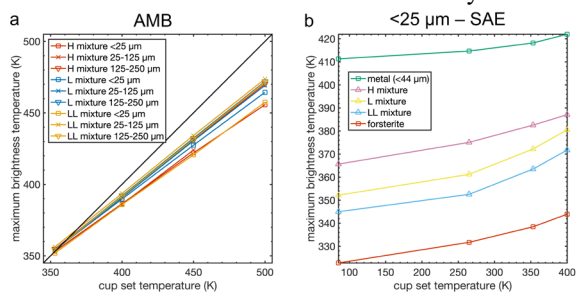 a
AMB
maximum brightness temperature (K)
500
450
400
350
H mixture <25 µm
H mixture 25-125 µm
H mixture 125-250 µm
L mixture <25 µm
L mixture 25-125 µm
L mixture 125-250 µm
LL mixture <25 µm
LL mixture 25-125 µm
LL mixture 125-250 µm
350 400 450 500
cup set temperature (K)
b
<25 µm – SAE
maximum brightness temperature (K)
420
410
400
390
380
370
360
350
340
330
metal (<44 µm)
H mixture
L mixture
LL mixture
forsterite
100 150 200 250 300 350 400
cup set temperature (K)